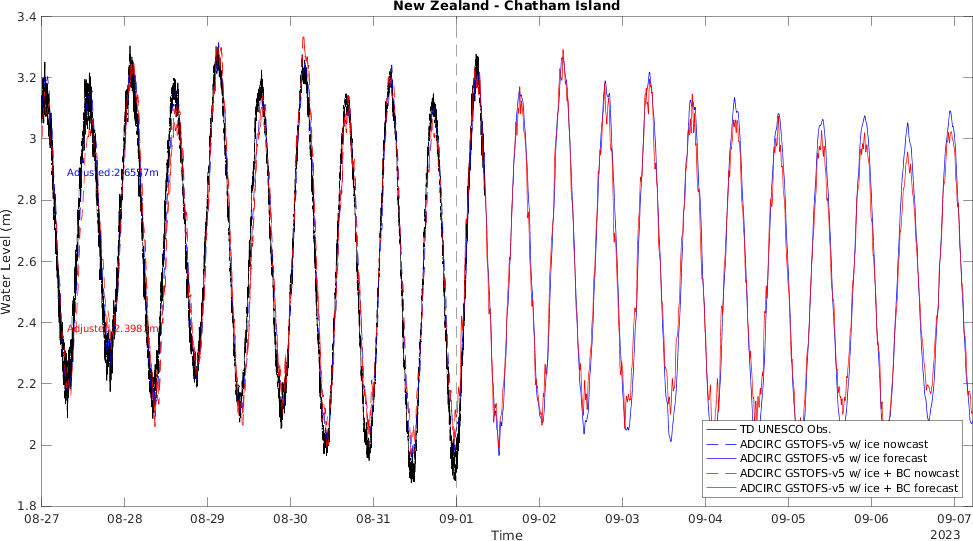 New Zealand - Chatham Island
3.4
3.2
3
2.8
2.6
2.4
2.2
2
1.8
Water Level (m)
Adjusted:2.6557m
Adjusted:2.3983m
TD UNESCO Obs.
ADCIRC GSTOFS-v5 w/ ice nowcast
ADCIRC GSTOFS-v5 w/ ice forecast
ADCIRC GSTOFS-v5 w/ ice + BC nowcast
ADCIRC GSTOFS-v5 w/ ice + BC forecast
08-27 08-28 08-29 08-30 08-31 09-01 09-02 09-03 09-04 09-05 09-06 09-07
Time
2023